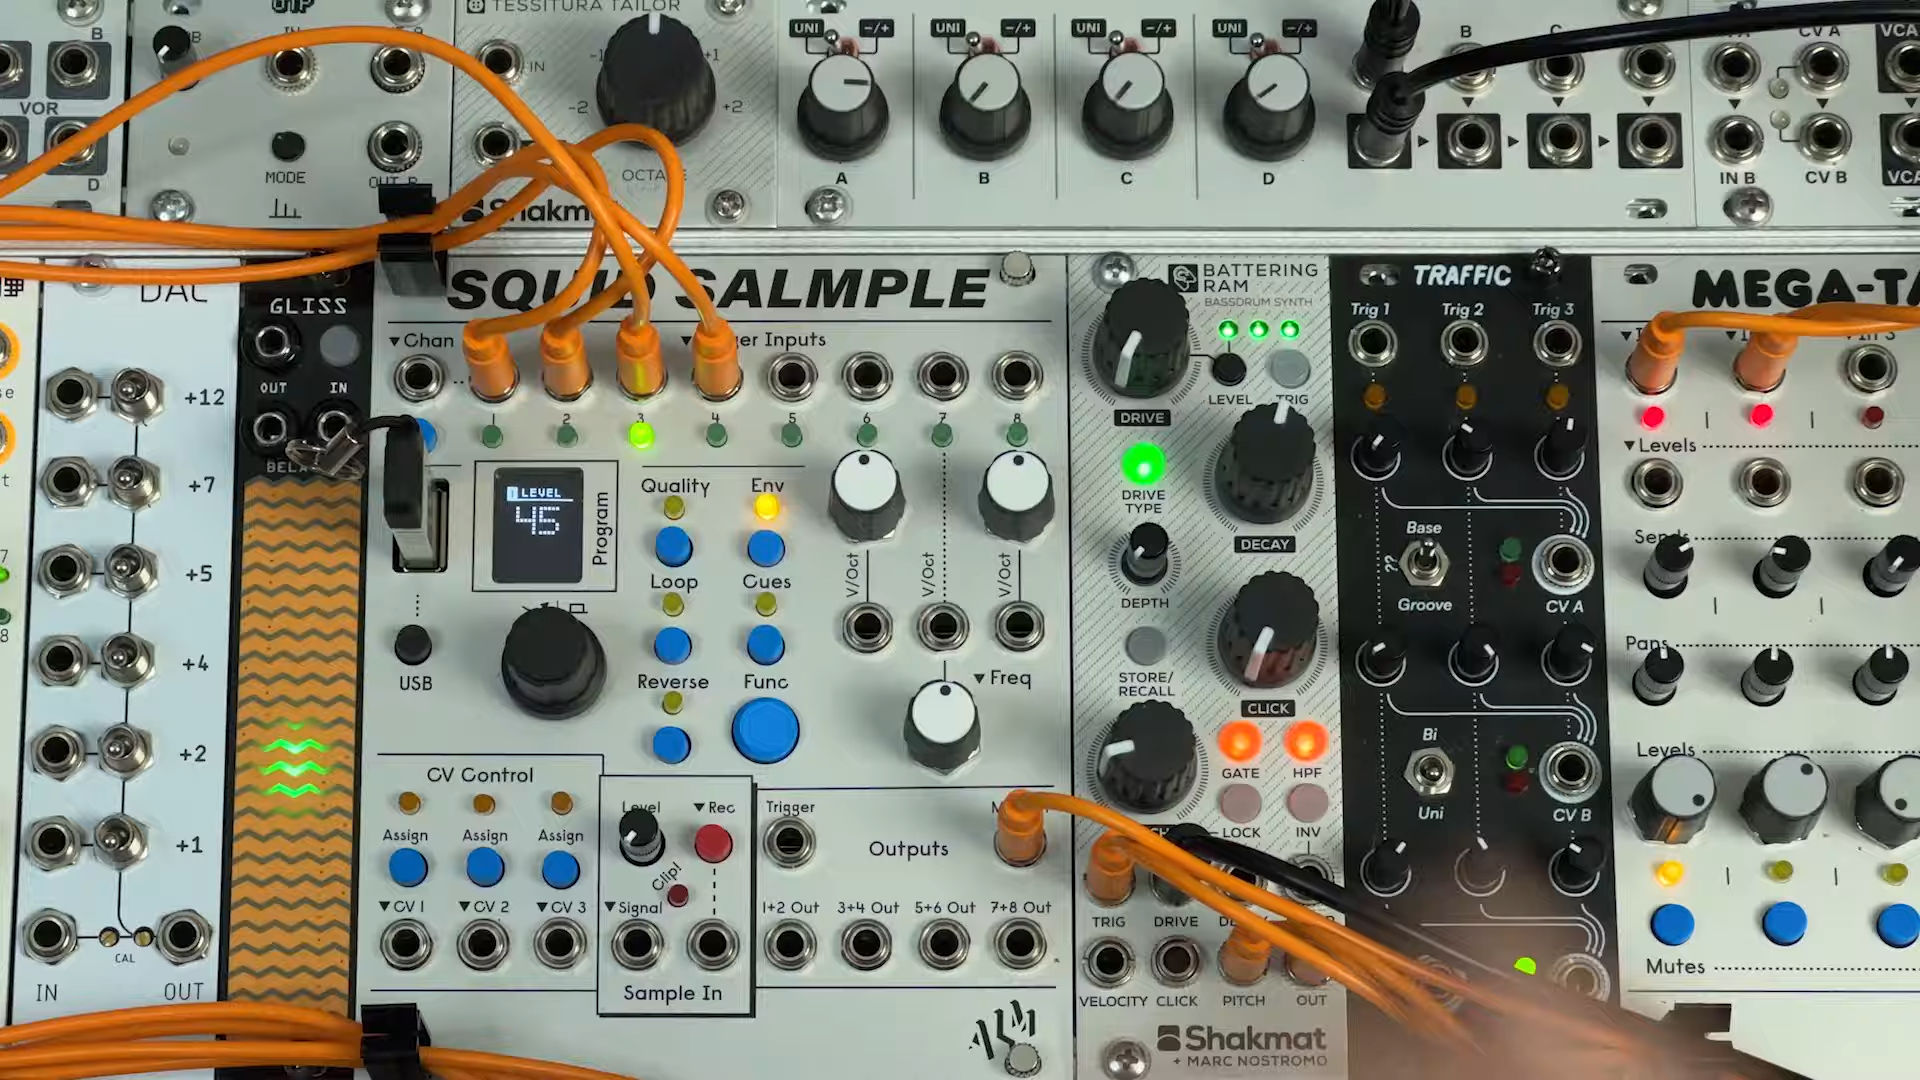 TESSITURA TAILOR
B
IN
-1
+1
-2
+2
VOR
D
MODE
OUT B
UNI
-/+
UNI
-/+
UNI
-/+
UNI
-/+
A
B
C
D
B
CV A
VCA
IN B
CV B
VCA
DAC
GLISS
OUT
IN
+12
+7
+5
+4
+2
+1
CAL
IN
OUT
SQUID SALMPLE
Chan
Inputs
1
2
3
4
5
6
7
8
LEVEL
45
Program
Quality
Env
Loop
Cues
Reverse
Func
USB
V/Oct
V/Oct
V/Oct
Freq
CV Control
Assign
Assign
Assign
CV 1
CV 2
CV 3
Level
Rec
Clip!
Signal
Sample In
Trigger
Outputs
1+2 Out
3+4 Out
5+6 Out
7+8 Out
ALM
BATTERING
RAM
BASSDRUM SYNTH
LEVEL
TRIG
DRIVE
DRIVE
TYPE
DECAY
DEPTH
STORE/
RECALL
CLICK
GATE
HPF
LOCK
INV
TRIG
DRIVE
VELOCITY
CLICK
PITCH
OUT
Shakmat
+ MARC NOSTROMO
TRAFFIC
Trig 1
Trig 2
Trig 3
Base
??
Groove
CV A
Bi
Uni
CV B
MEGA-TA
Levels
Sends
Pans
Levels
Mutes